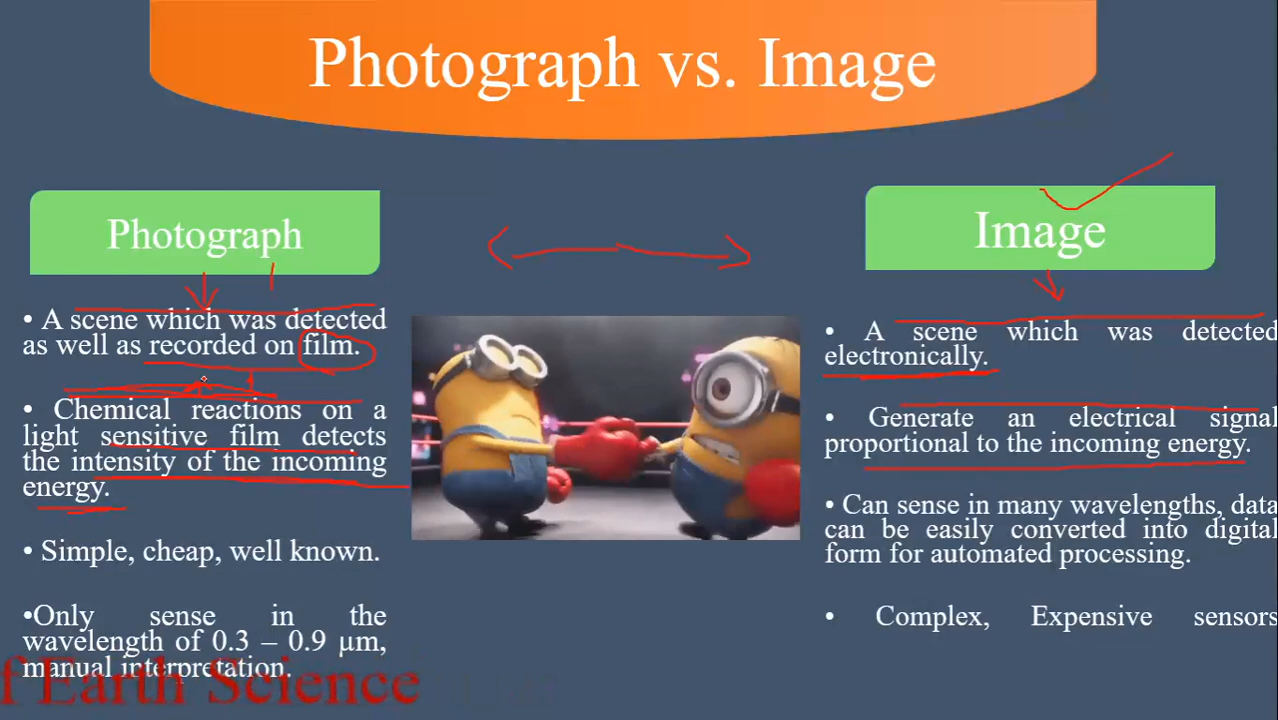 Photograph vs. Image
Photograph
• A scene which was detected
as well as recorded on film.
• Chemical reactions on a
light sensitive film detects
the intensity of the incoming
energy.
• Simple, cheap, well known.
•Only sense in the
wavelength of 0.3 – 0.9 µm,
manual interpretation.
Image
• A scene which was detected
electronically.
• Generate an electrical signal
proportional to the incoming energy.
• Can sense in many wavelengths, data
can be easily converted into digital
form for automated processing.
• Complex, Expensive sensors
f Earth Science